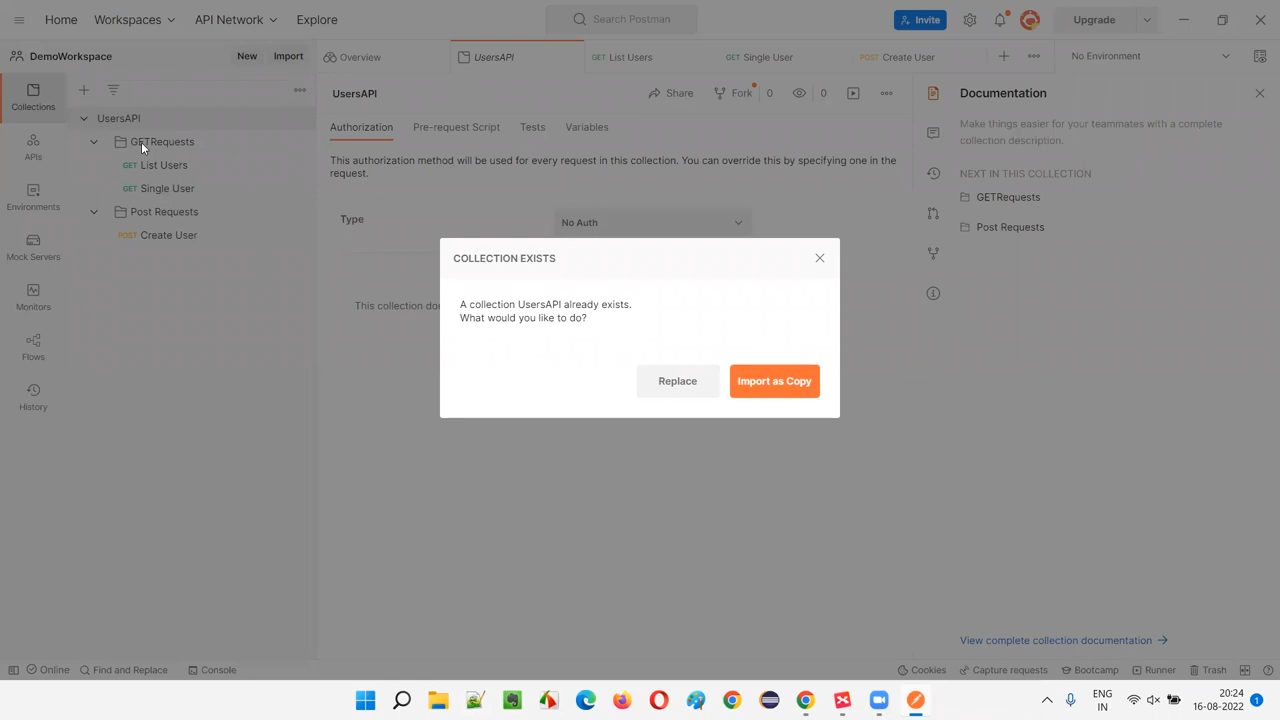 Home
Workspaces
API Network
Explore
Search Postman
Invite
Upgrade
DemoWorkspace
New
Import
Overview
UsersAPI
GET List Users
GET Single User
POST Create User
No Environment
Collections
APIs
Environments
Mock Servers
Monitors
Flows
History
UsersAPI
GETRequests
GET List Users
GET Single User
Post Requests
POST Create User
UsersAPI
Share
Fork
0
0
Authorization
Pre-request Script
Tests
Variables
This authorization method will be used for every request in this collection. You can override this by specifying one in the
request.
Type
No Auth
This collection do
COLLECTION EXISTS
A collection UsersAPI already exists.
What would you like to do?
Replace
Import as Copy
Documentation
Make things easier for your teammates with a complete
collection description.
NEXT IN THIS COLLECTION
GETRequests
Post Requests
View complete collection documentation
Online
Find and Replace
Console
Cookies
Capture requests
Bootcamp
Runner
Trash
ENG
IN
20:24
16-08-2022
1